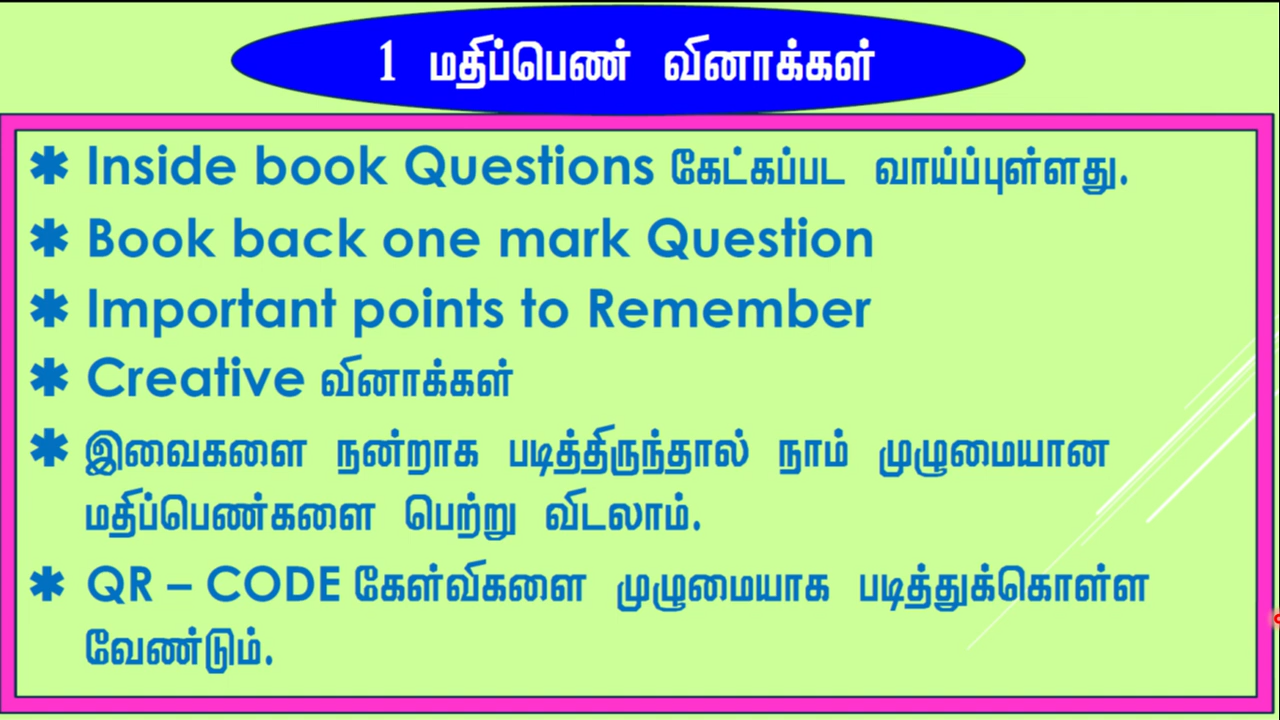 1 மதிப்பெண் வினாக்கள்
✱ Inside book Questions கேட்கப்பட வாய்ப்புள்ளது.
✱ Book back one mark Question
✱ Important points to Remember
✱ Creative வினாக்கள்
✱ இவைகளை நன்றாக படித்திருந்தால் நாம் முழுமையான
மதிப்பெண்களை பெற்று விடலாம்.
✱ QR – CODE கேள்விகளை முழுமையாக படித்துக்கொள்ள
வேண்டும்.